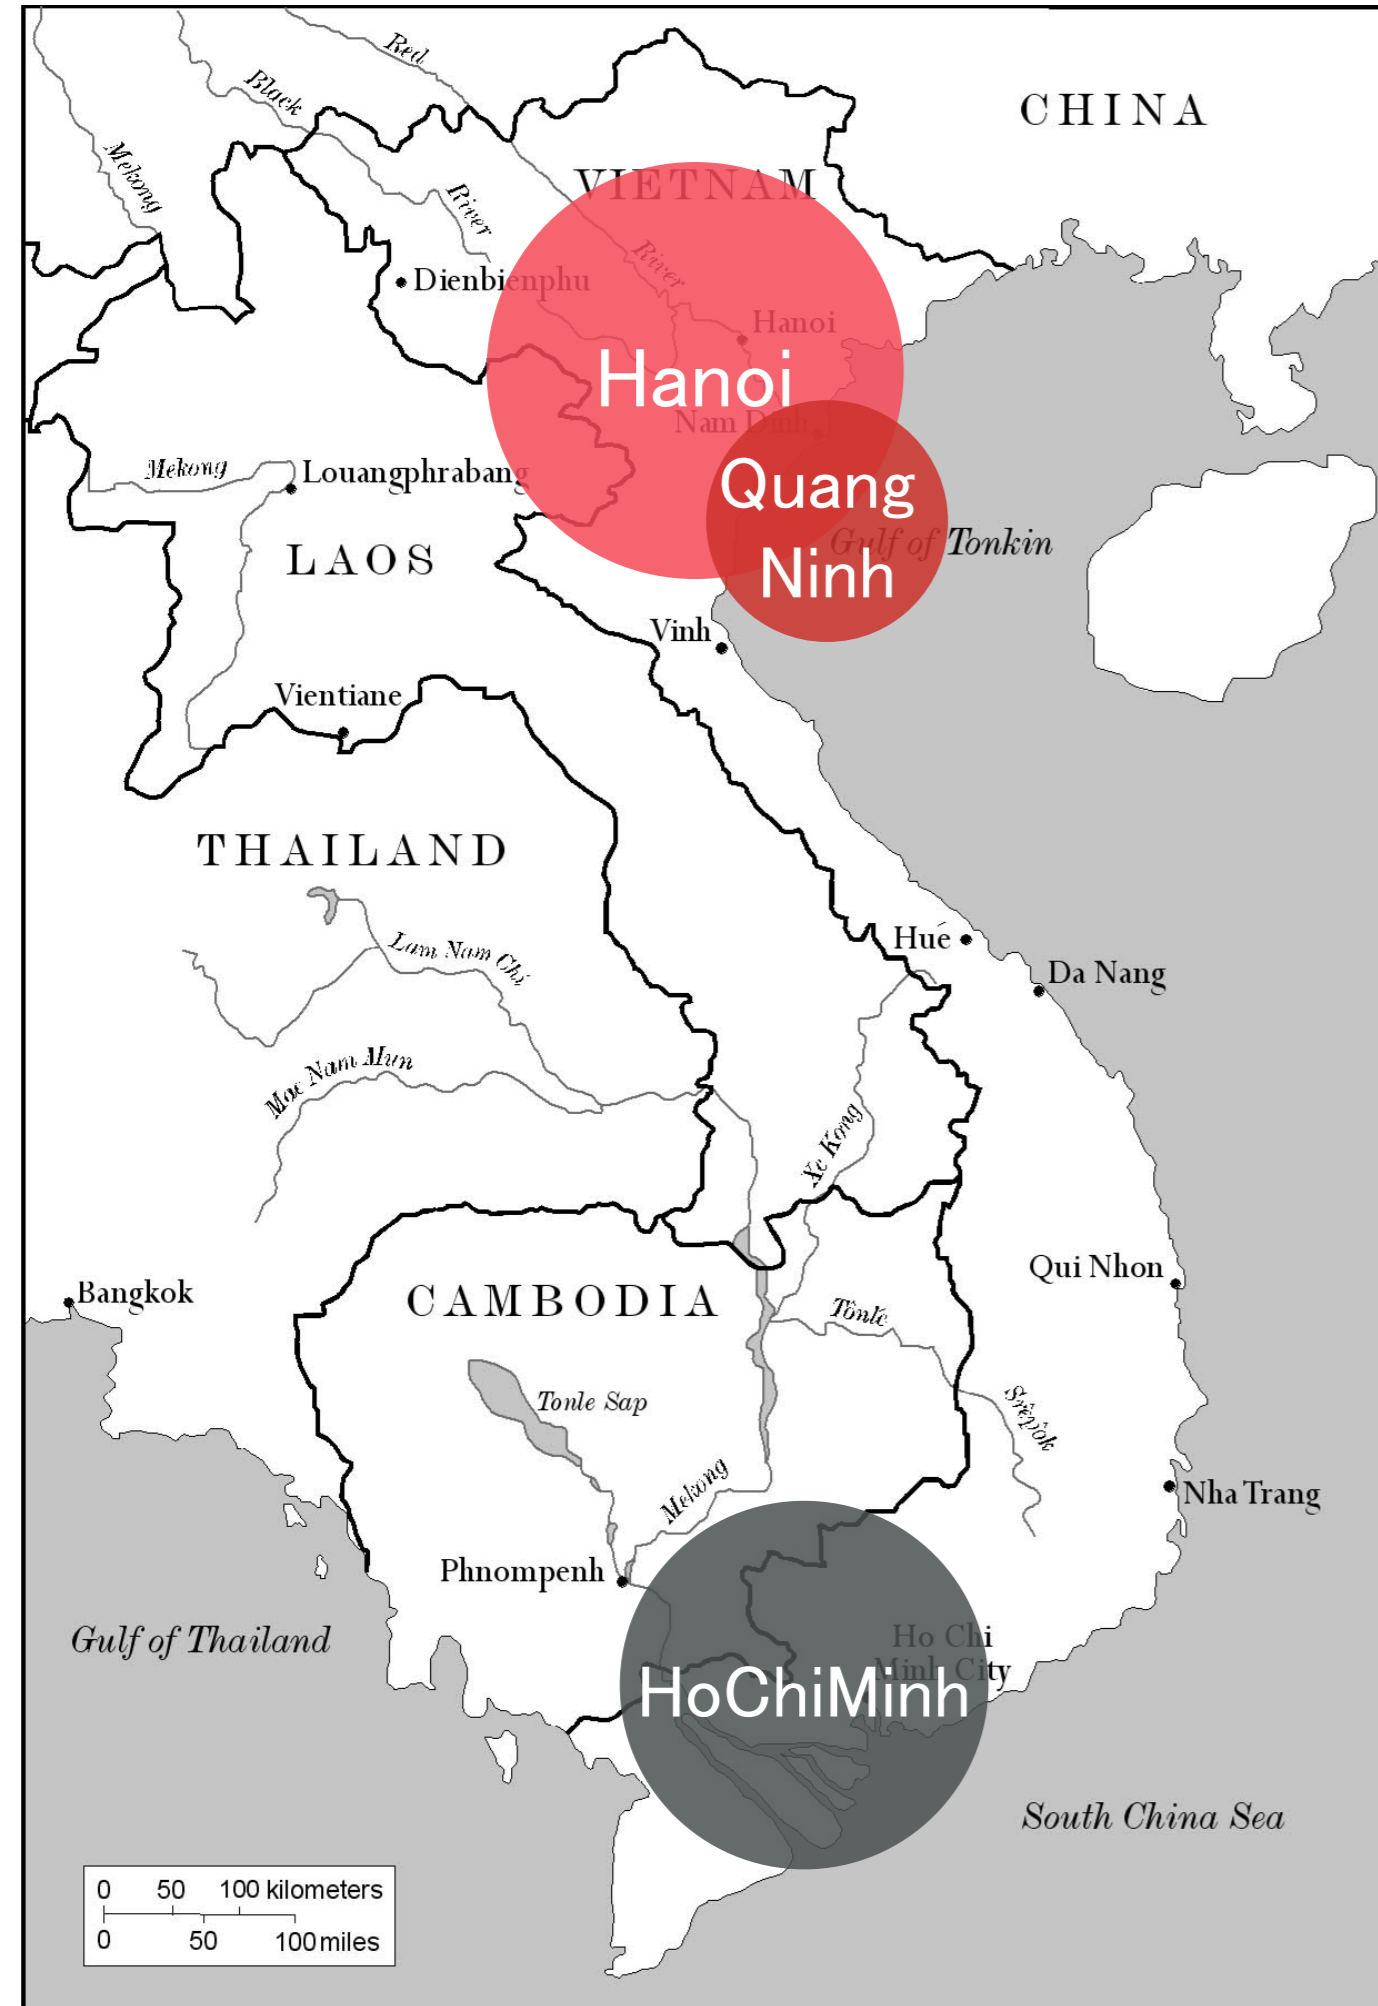 Red
Black
CHINA
Mekong
VIETNAM
River
River
Dienbienphu
Hanoi
Hanoi
Nam Dinh
Mekong
Louangphrabang
Quang
Ninh
Gulf of Tonkin
LAOS
Vinh
Vientiane
THAILAND
Lam Nam Chi
Hué
Da Nang
Mae Nam Mun
Xe Kong
Qui Nhon
Bangkok
CAMBODIA
Tônlé
Tonle Sap
Srêpôk
Mekong
Nha Trang
Phnompenh
Gulf of Thailand
Ho Chi
Minh City
HoChiMinh
South China Sea
0 50 100 kilometers
0 50 100 miles